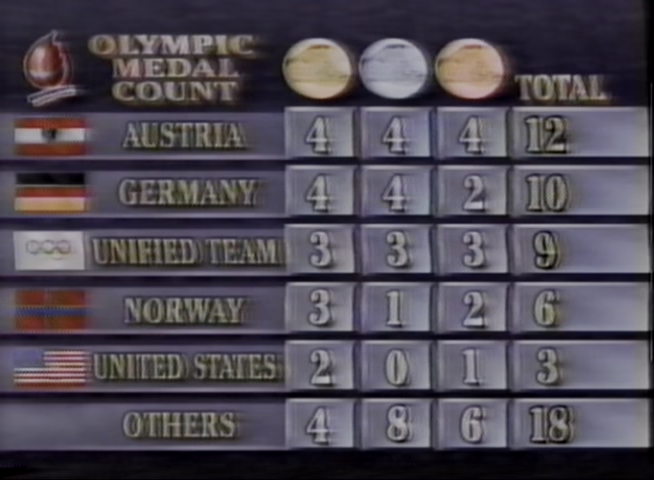 OLYMPIC
MEDAL
COUNT
TOTAL
AUSTRIA 4 4 4 12
GERMANY 4 4 2 10
UNIFIED TEAM 3 3 3 9
NORWAY 3 1 2 6
UNITED STATES 2 0 1 3
OTHERS 4 8 6 18